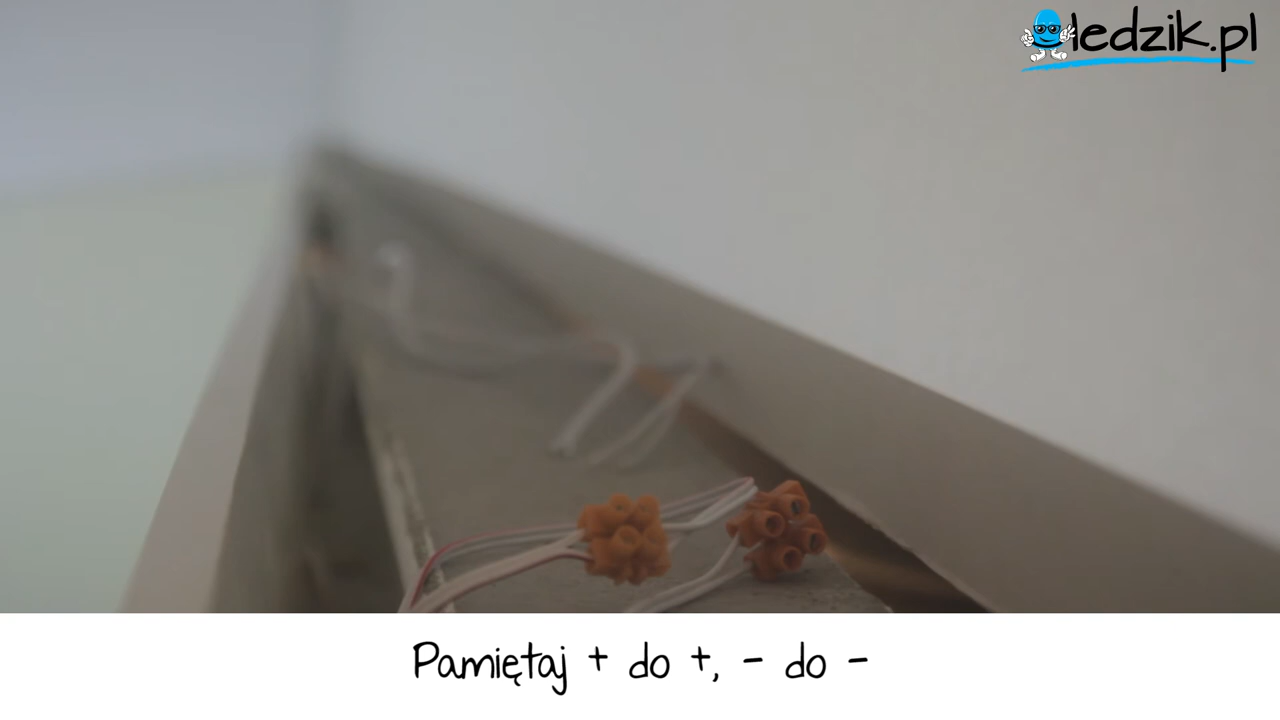 ledzik.pl
Pamiętaj + do +, - do -